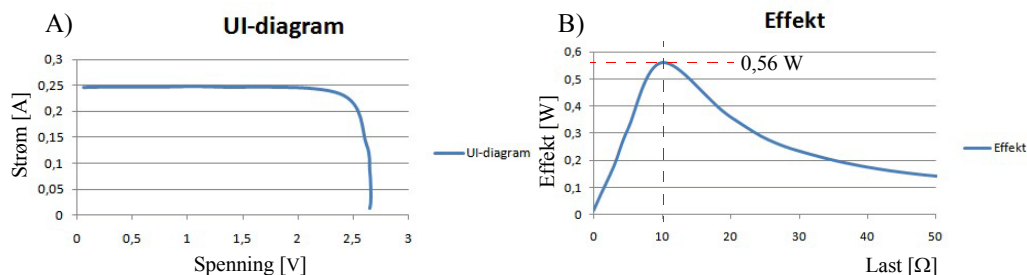 A)
UI-diagram
Strøm [A]
0,3
0,25
0,2
0,15
0,1
0,05
0
0 0,5 1 1,5 2 2,5 3
Spenning [V]
UI-diagram
B)
Effekt
Effekt [W]
0,6
0,5
0,4
0,3
0,2
0,1
0
0,56 W
0 10 20 30 40 50
Last [Ω]
Effekt